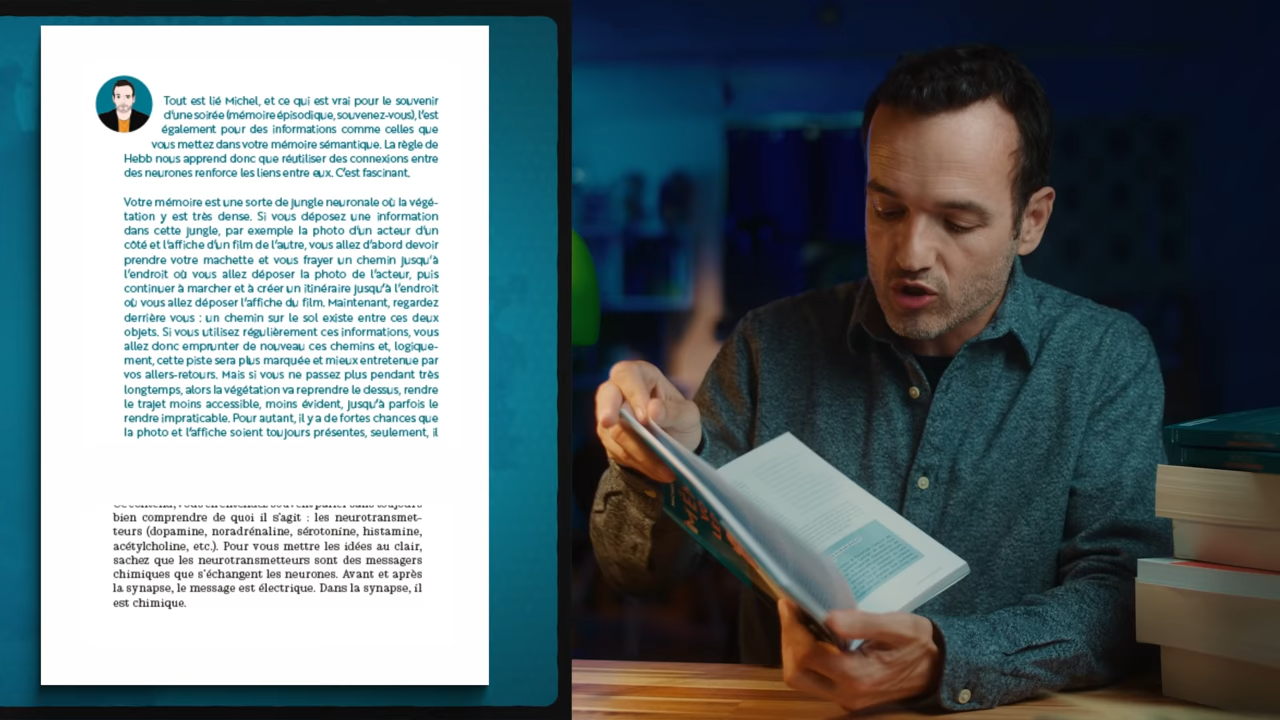 Tout est lié Michel, et ce qui est vrai pour le souvenir
d'une soirée (mémoire épisodique, souvenez-vous), l'est
également pour des informations comme celles que
vous mettez dans votre mémoire sémantique. La règle de
Hebb nous apprend donc que réutiliser des connexions entre
des neurones renforce les liens entre eux. C'est fascinant.
Votre mémoire est une sorte de jungle neuronale où la végé-
tation y est très dense. Si vous déposez une information
dans cette jungle, par exemple la photo d'un acteur d'un
côté et l'affiche d'un film de l'autre, vous allez d'abord devoir
prendre votre machette et vous frayer un chemin jusqu'à
l'endroit où vous allez déposer la photo de l'acteur, puis
continuer à marcher et à créer un itinéraire jusqu'à l'endroit
où vous allez déposer l'affiche du film. Maintenant, regardez
derrière vous : un chemin sur le sol existe entre ces deux
objets. Si vous utilisez régulièrement ces informations, vous
allez donc emprunter de nouveau ces chemins et, logique-
ment, cette piste sera plus marquée et mieux entretenue par
vos allers-retours. Mais si vous ne passez plus pendant très
longtemps, alors la végétation va reprendre le dessus, rendre
le trajet moins accessible, moins évident, jusqu'à parfois le
rendre impraticable. Pour autant, il y a de fortes chances que
la photo et l'affiche soient toujours présentes, seulement, il
bien comprendre de quoi il s'agit : les neurotransmet-
teurs (dopamine, noradrénaline, sérotonine, histamine,
acétylcholine, etc.). Pour vous mettre les idées au clair,
sachez que les neurotransmetteurs sont des messagers
chimiques que s'échangent les neurones. Avant et après
la synapse, le message est électrique. Dans la synapse, il
est chimique.